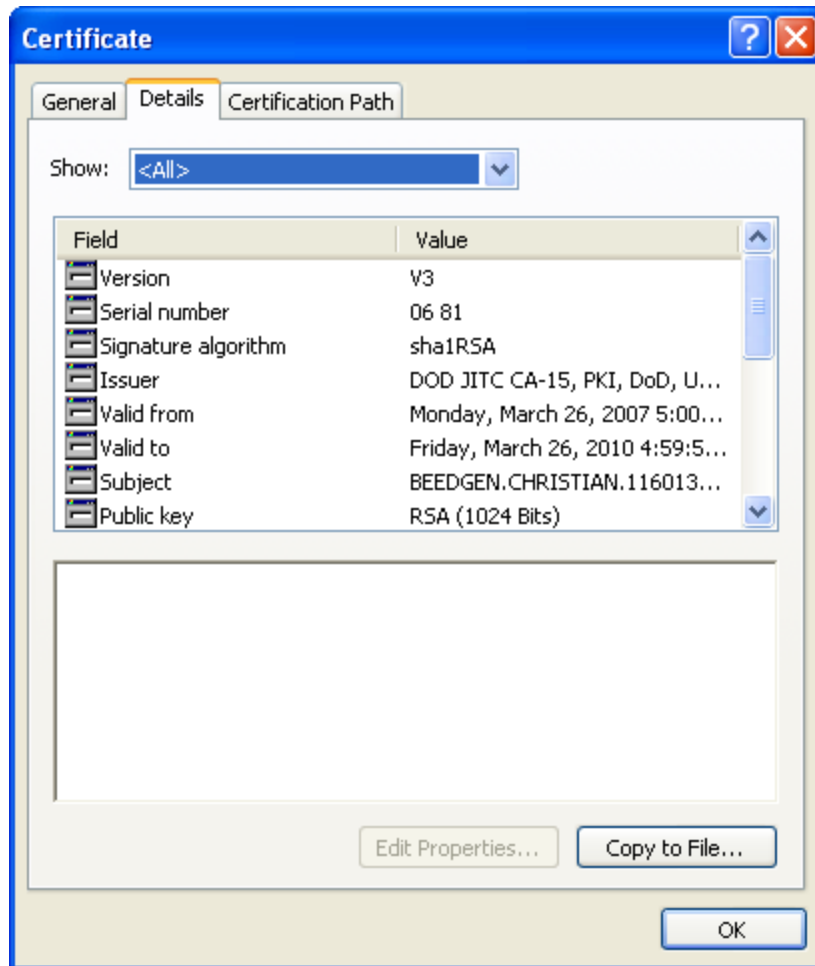 Certificate
General Details Certification Path
Show: <All>
Field Value
Version V3
Serial number 06 81
Signature algorithm sha1RSA
Issuer DOD JITC CA-15, PKI, DoD, U...
Valid from Monday, March 26, 2007 5:00...
Valid to Friday, March 26, 2010 4:59:5...
Subject BEEDGEN.CHRISTIAN.116013...
Public key RSA (1024 Bits)
Edit Properties... Copy to File...
OK